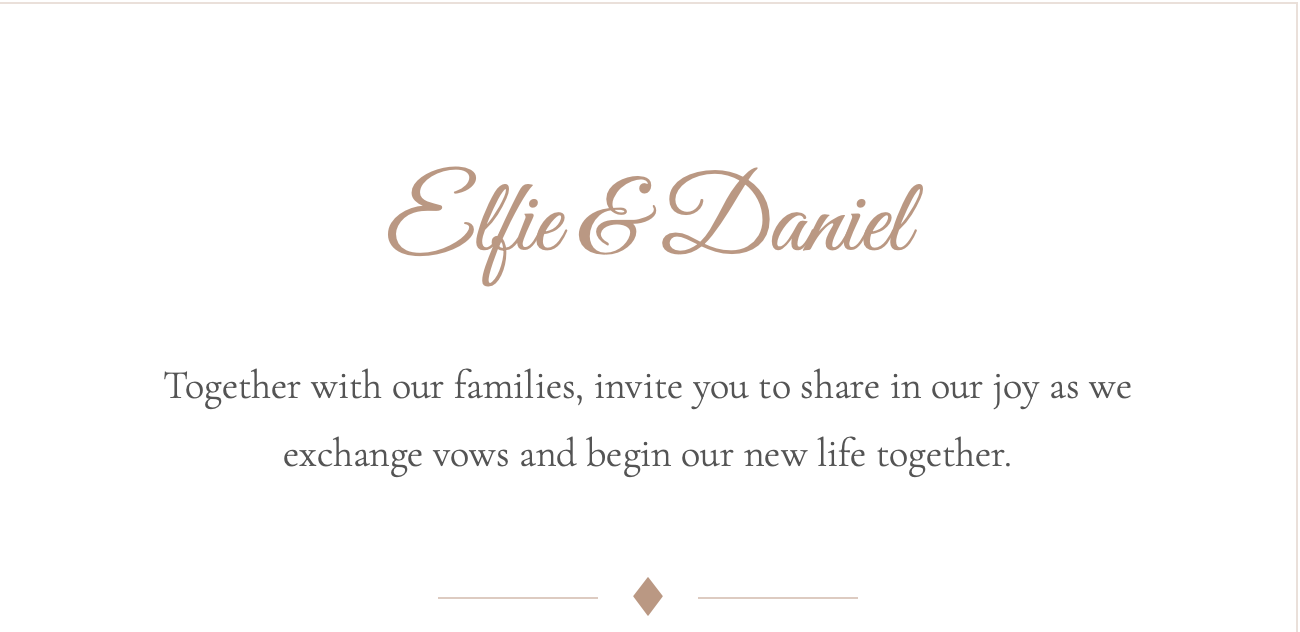 Elfie & Daniel
Together with our families, invite you to share in our joy as we
exchange vows and begin our new life together.